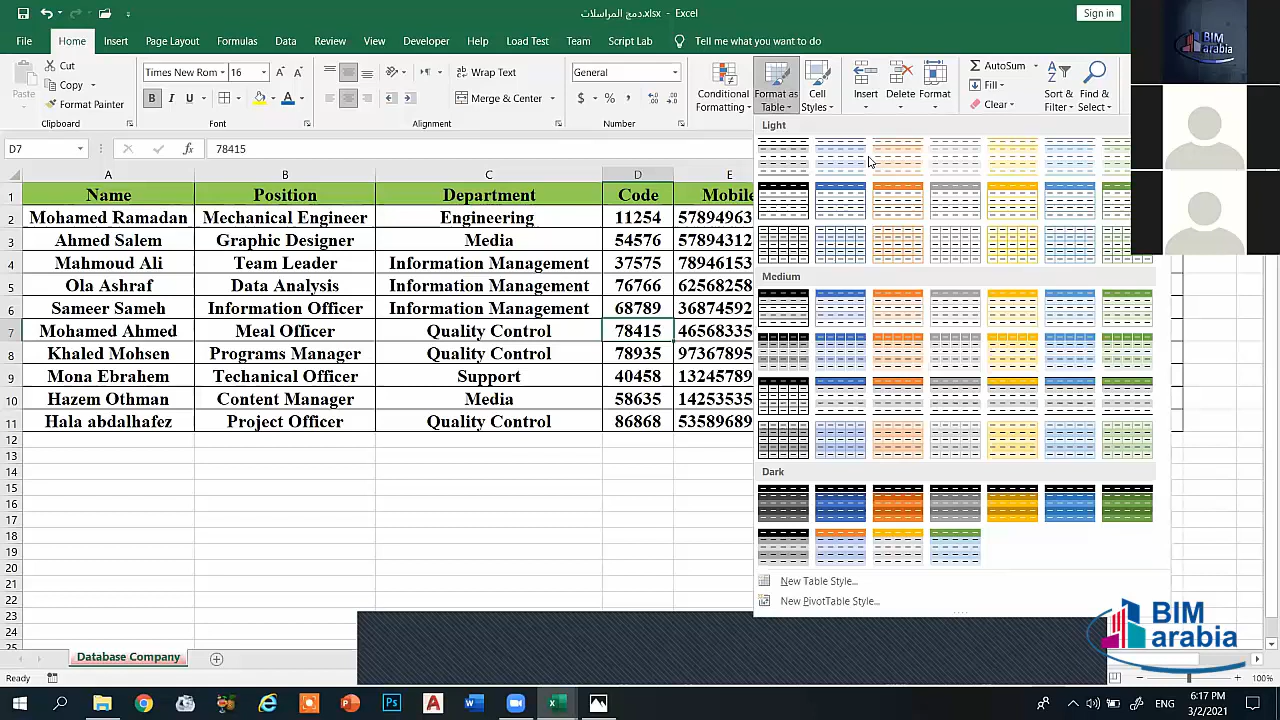 دمج المراسلات.xlsx - Excel
Sign in
BIM
arabia
File Home Insert Page Layout Formulas Data Review View Developer Help Load Test Team Script Lab Tell me what you want to do
Paste
Cut
Copy
Format Painter
Clipboard
Times New Rom 16
B I U A
Font
Wrap Text
Merge & Center
Alignment
General
$ % ,
Number
Conditional Formatting
Format as Table
Cell Styles
Insert
Delete
Format
AutoSum
Fill
Clear
Sort & Filter
Find & Select
D7 fx 78415
A B C D E
1 Name Position Department Code Mobile
2 Mohamed Ramadan Mechanical Engineer Engineering 11254 57894963
3 Ahmed Salem Graphic Designer Media 54576 57894312
4 Mahmoud Ali Team Leader Information Management 37575 78946153
5 Ola Ashraf Data Analysis Information Management 76766 62568258
6 Sameer Sameh Information Officer Information Management 68789 36874592
7 Mohamed Ahmed Meal Officer Quality Control 78415 46568335
8 Khaled Mohsen Programs Manager Quality Control 78935 97367895
9 Mona Ebrahem Techanical Officer Support 40458 13245789
10 Hazem Othman Content Manager Media 58635 14253535
11 Hala abdalhafez Project Officer Quality Control 86868 53589689
12
13
14
15
16
17
18
19
20
21
22
23
24
25
Light
Medium
Dark
New Table Style...
New PivotTable Style...
Database Company
Ready
100%
BIM
arabia
ENG
6:17 PM
3/2/2021